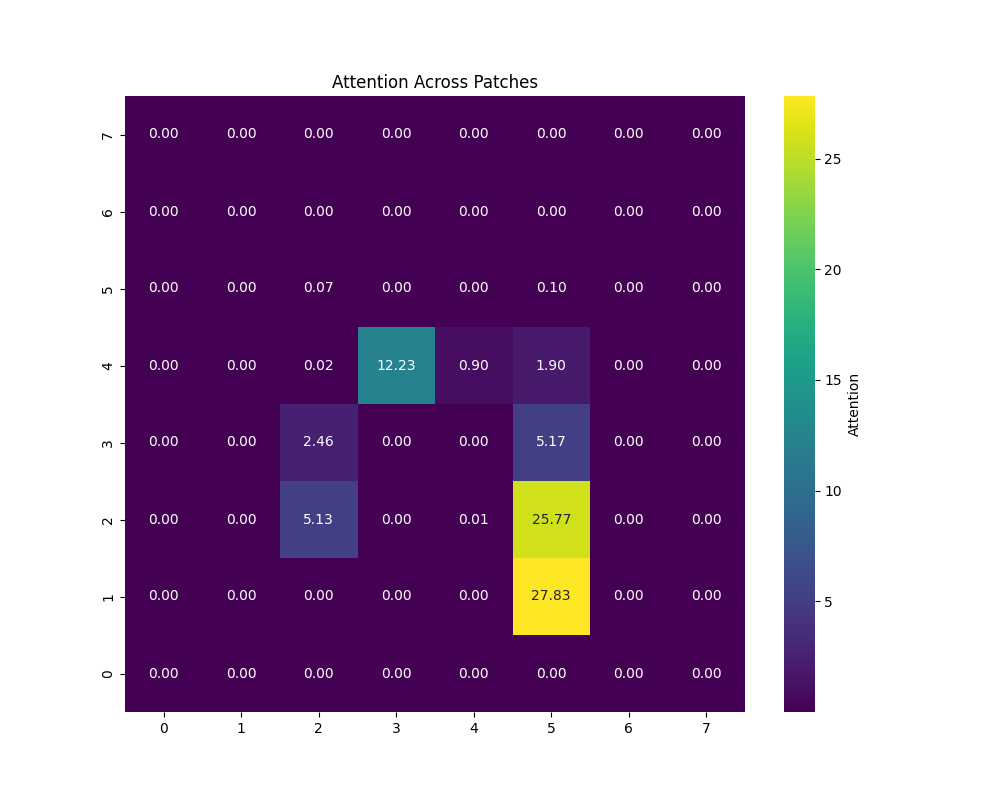 Attention Across Patches
7 0.00 0.00 0.00 0.00 0.00 0.00 0.00 0.00
6 0.00 0.00 0.00 0.00 0.00 0.00 0.00 0.00
5 0.00 0.00 0.07 0.00 0.00 0.10 0.00 0.00
4 0.00 0.00 0.02 12.23 0.90 1.90 0.00 0.00
3 0.00 0.00 2.46 0.00 0.00 5.17 0.00 0.00
2 0.00 0.00 5.13 0.00 0.01 25.77 0.00 0.00
1 0.00 0.00 0.00 0.00 0.00 27.83 0.00 0.00
0 0.00 0.00 0.00 0.00 0.00 0.00 0.00 0.00
0 1 2 3 4 5 6 7
25
20
15
10
5
Attention